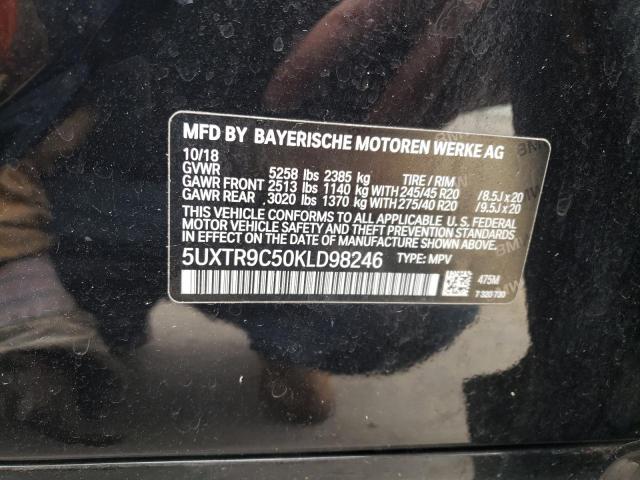 MFD BY BAYERISCHE MOTOREN WERKE AG
10/18
GVWR 5258 lbs 2385 kg TIRE / RIM
GAWR FRONT 2513 lbs 1140 kg WITH 245/45 R20 /8.5J x 20
GAWR REAR 3020 lbs 1370 kg WITH 275/40 R20 /9.5J x 20
THIS VEHICLE CONFORMS TO ALL APPLICABLE U.S. FEDERAL
MOTOR VEHICLE SAFETY AND THEFT PREVENTION STANDARDS
IN EFFECT ON THE DATE OF MANUFACTURE SHOWN ABOVE.
5UXTR9C50KLD98246 TYPE: MPV
475M
7 320 730